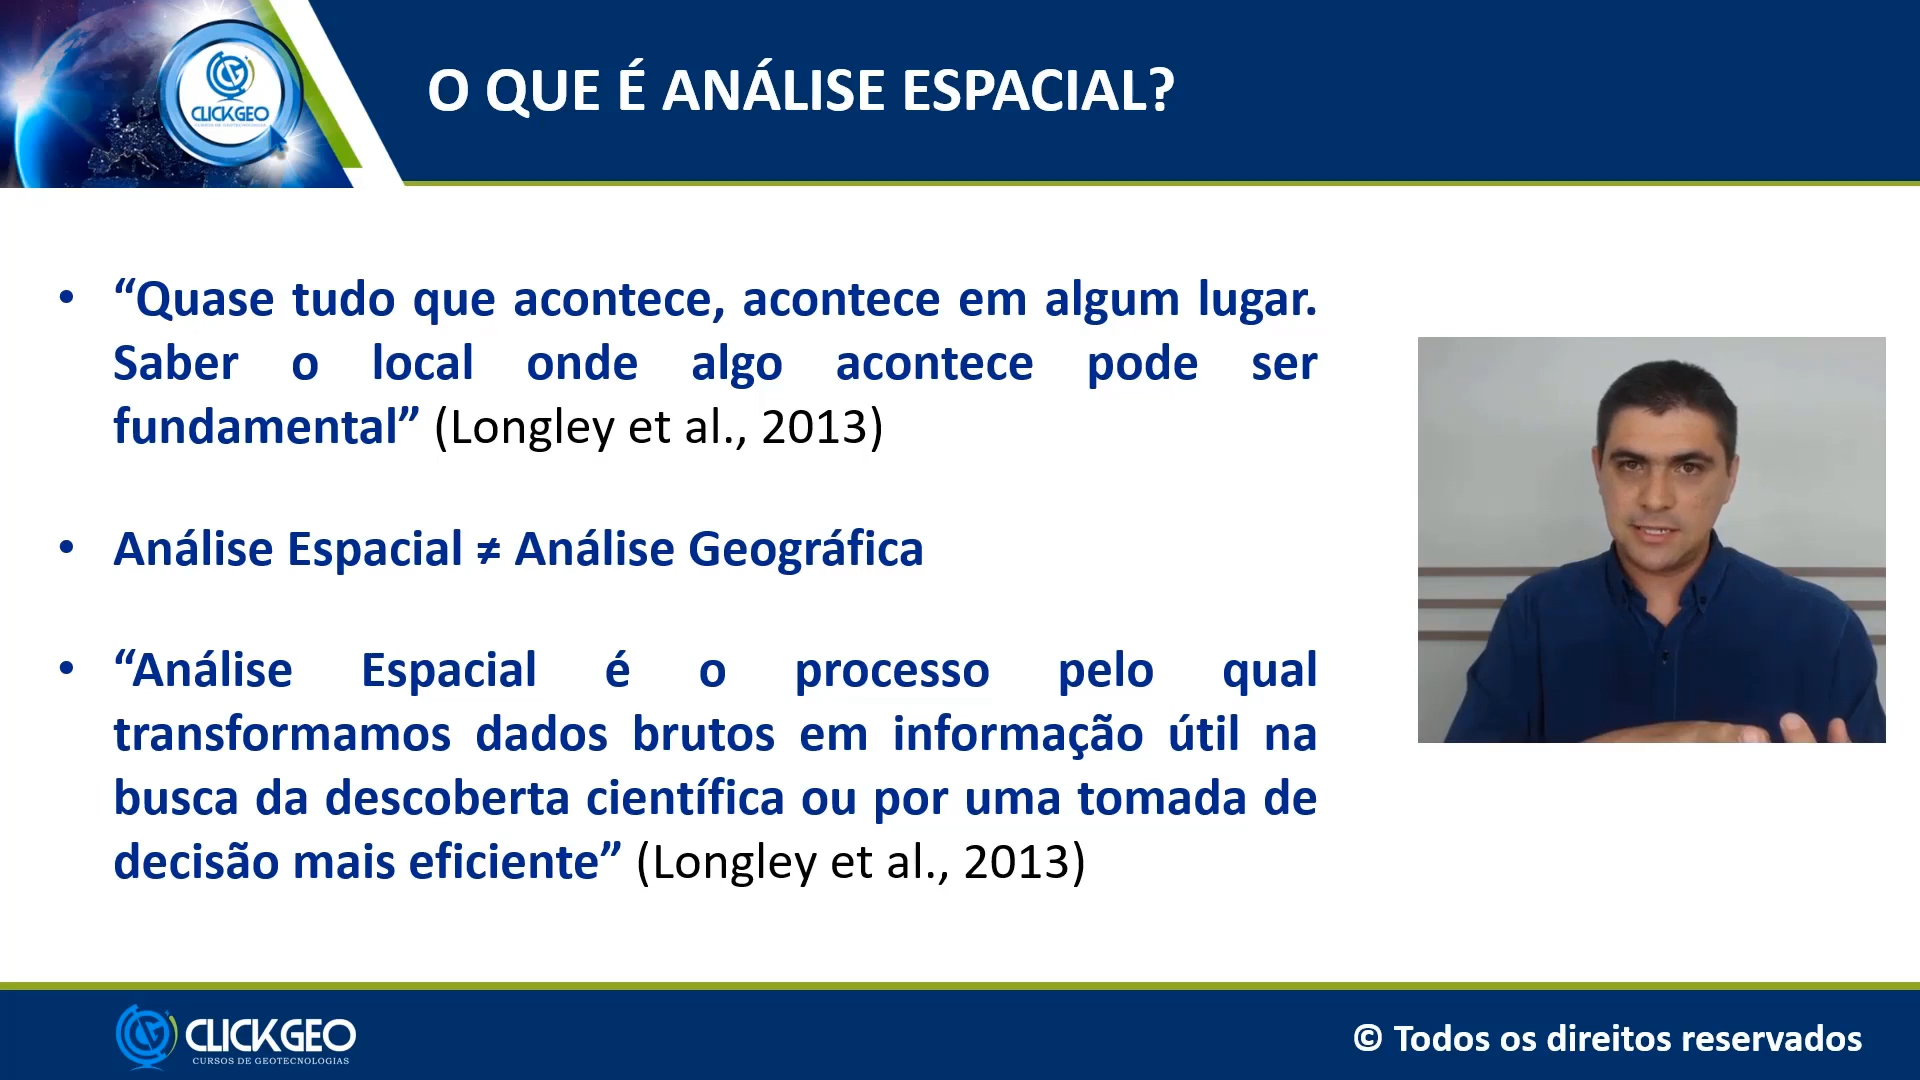 CLICKGEO
O QUE É ANÁLISE ESPACIAL?
• “Quase tudo que acontece, acontece em algum lugar.
Saber o local onde algo acontece pode ser
fundamental” (Longley et al., 2013)
• Análise Espacial ≠ Análise Geográfica
• “Análise Espacial é o processo pelo qual
transformamos dados brutos em informação útil na
busca da descoberta científica ou por uma tomada de
decisão mais eficiente” (Longley et al., 2013)
CLICKGEO
CURSOS DE GEOTECNOLOGIAS
© Todos os direitos reservados